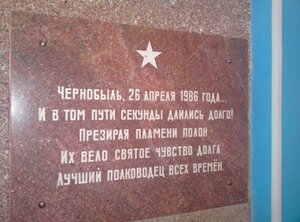 Чернобыль, 26 апреля 1986 года...
И в том пути секунды длились долго!
Презирая пламени полон
Их вело святое чувство долга
Лучший полководец всех времён.